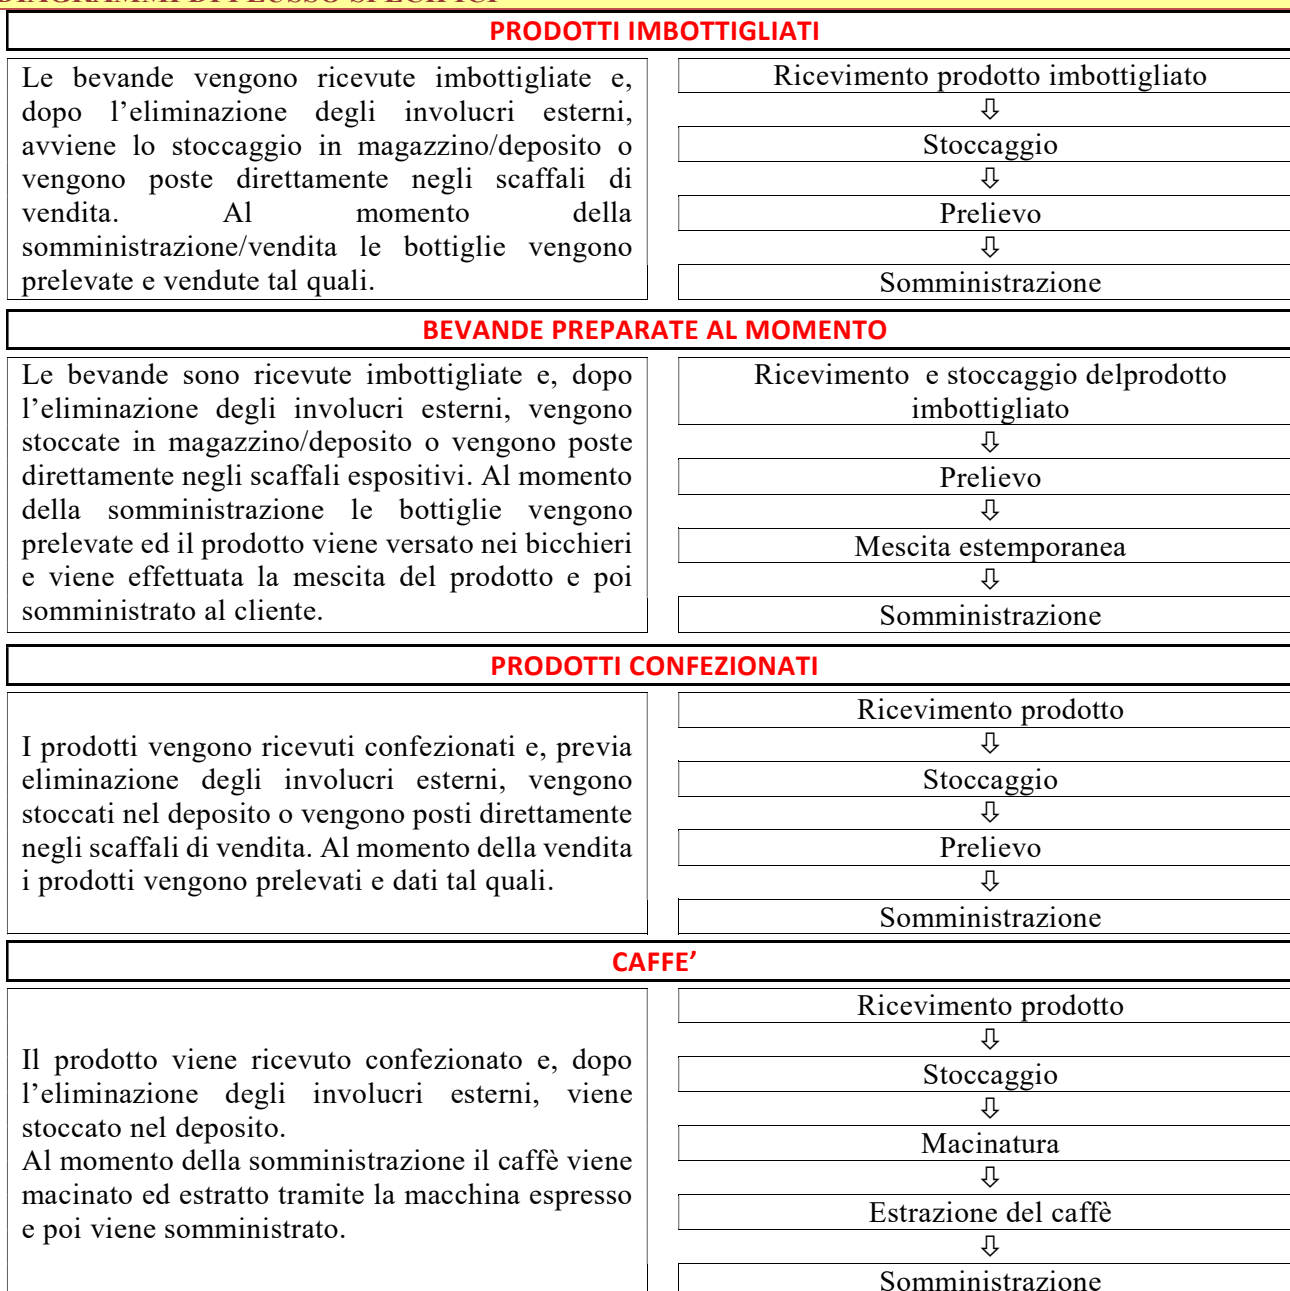 DIAGRAMMI DI FLUSSO SPECIFICI
PRODOTTI IMBOTTIGLIATI
Le bevande vengono ricevute imbottigliate e,
dopo l’eliminazione degli involucri esterni,
avviene lo stoccaggio in magazzino/deposito o
vengono poste direttamente negli scaffali di
vendita. Al momento della
somministrazione/vendita le bottiglie vengono
prelevate e vendute tal quali.
Ricevimento prodotto imbottigliato
⇩
Stoccaggio
⇩
Prelievo
⇩
Somministrazione
BEVANDE PREPARATE AL MOMENTO
Le bevande sono ricevute imbottigliate e, dopo
l’eliminazione degli involucri esterni, vengono
stoccate in magazzino/deposito o vengono poste
direttamente negli scaffali espositivi. Al momento
della somministrazione le bottiglie vengono
prelevate ed il prodotto viene versato nei bicchieri
e viene effettuata la mescita del prodotto e poi
somministrato al cliente.
Ricevimento e stoccaggio delprodotto
imbottigliato
⇩
Prelievo
⇩
Mescita estemporanea
⇩
Somministrazione
PRODOTTI CONFEZIONATI
I prodotti vengono ricevuti confezionati e, previa
eliminazione degli involucri esterni, vengono
stoccati nel deposito o vengono posti direttamente
negli scaffali di vendita. Al momento della vendita
i prodotti vengono prelevati e dati tal quali.
Ricevimento prodotto
⇩
Stoccaggio
⇩
Prelievo
⇩
Somministrazione
CAFFE’
Il prodotto viene ricevuto confezionato e, dopo
l’eliminazione degli involucri esterni, viene
stoccato nel deposito.
Al momento della somministrazione il caffè viene
macinato ed estratto tramite la macchina espresso
e poi viene somministrato.
Ricevimento prodotto
⇩
Stoccaggio
⇩
Macinatura
⇩
Estrazione del caffè
⇩
Somministrazione